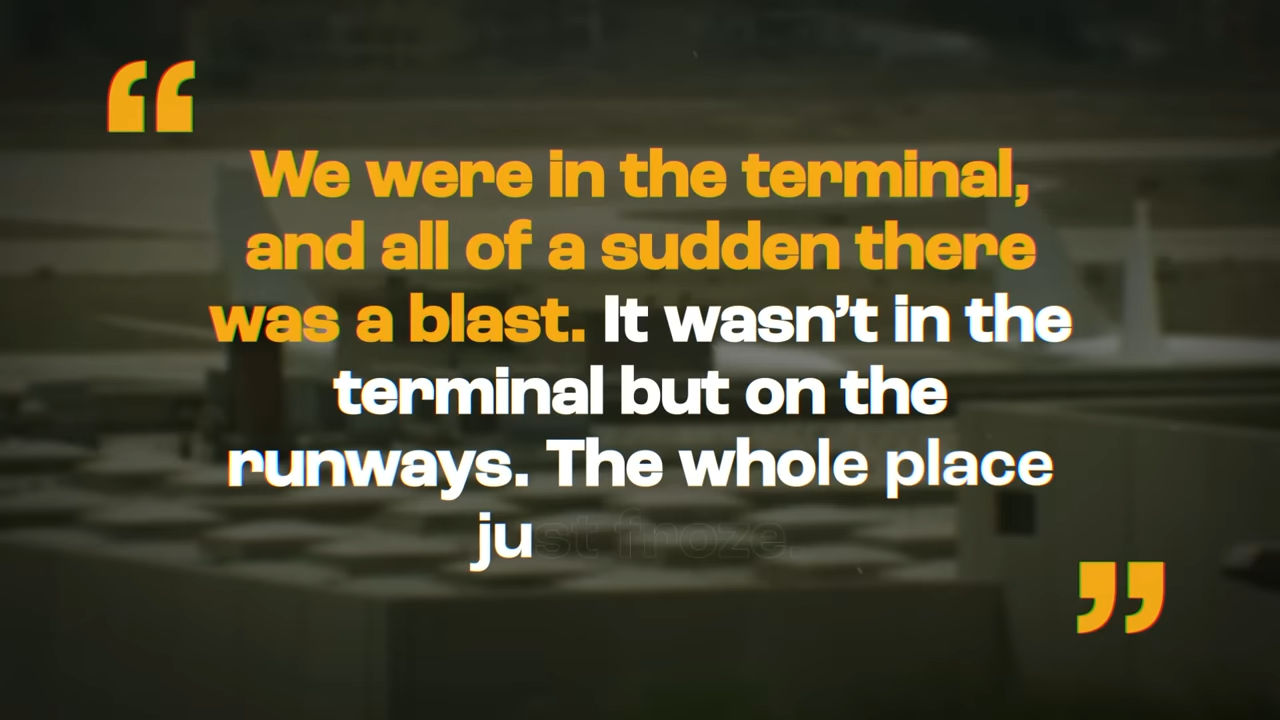 “
We were in the terminal,
and all of a sudden there
was a blast. It wasn’t in the
terminal but on the
runways. The whole place
just froze.
”